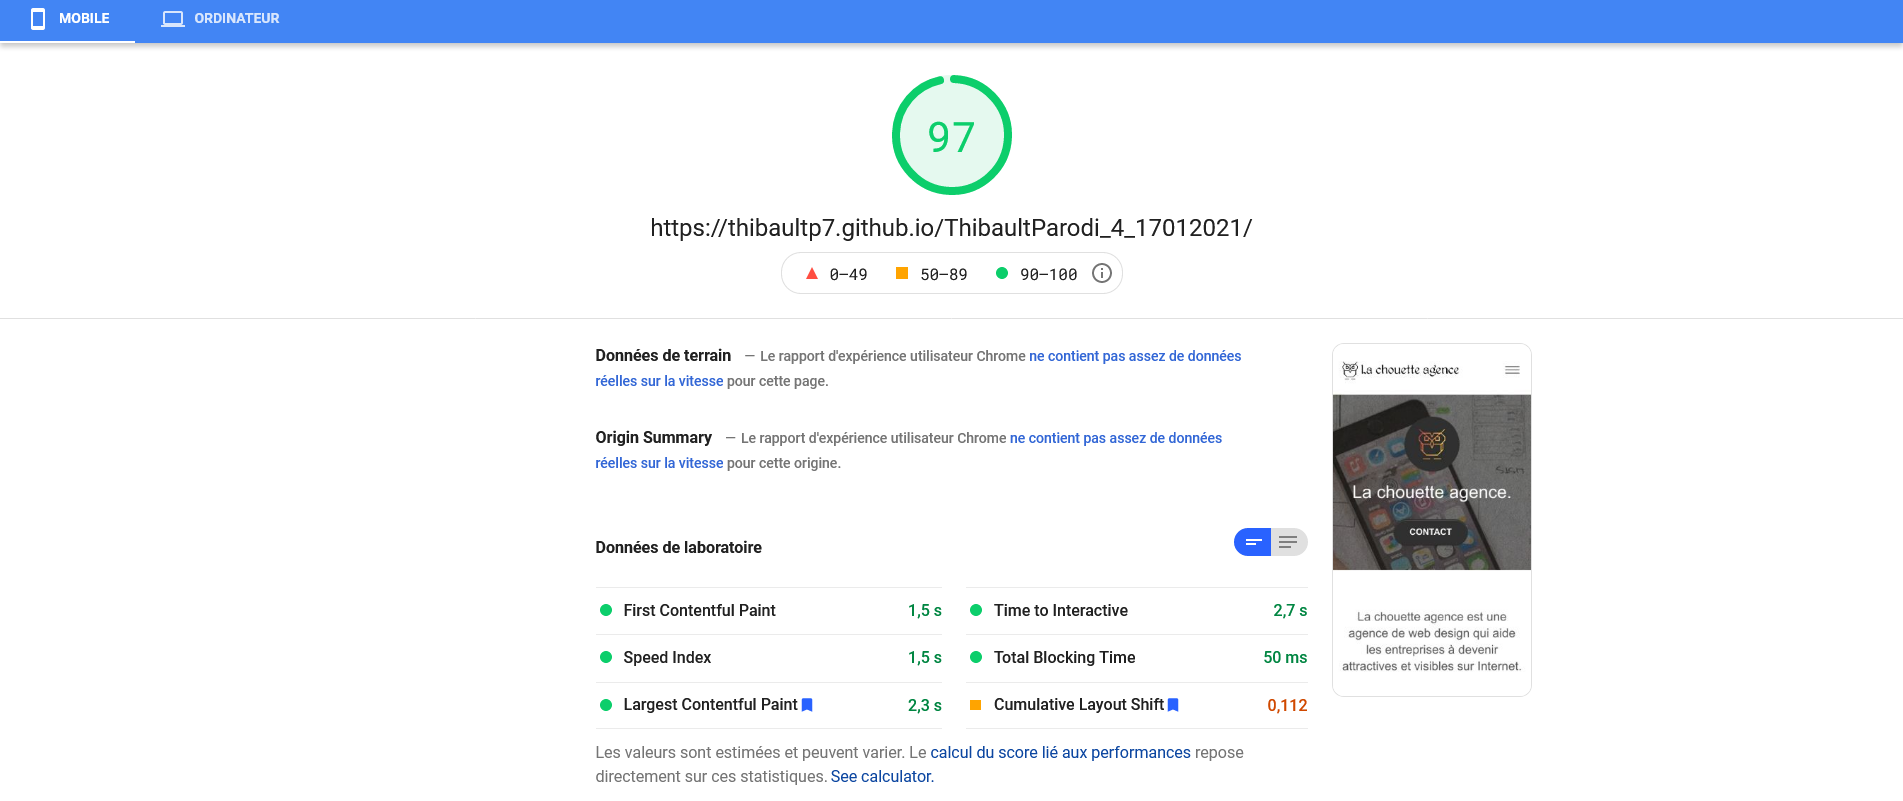 MOBILE
ORDINATEUR
97
https://thibaultp7.github.io/ThibaultParodi_4_17012021/
0–49 50–89 90–100
Données de terrain — Le rapport d'expérience utilisateur Chrome ne contient pas assez de données
réelles sur la vitesse pour cette page.
Origin Summary — Le rapport d'expérience utilisateur Chrome ne contient pas assez de données
réelles sur la vitesse pour cette origine.
Données de laboratoire
First Contentful Paint 1,5 s
Time to Interactive 2,7 s
Speed Index 1,5 s
Total Blocking Time 50 ms
Largest Contentful Paint 2,3 s
Cumulative Layout Shift 0,112
Les valeurs sont estimées et peuvent varier. Le calcul du score lié aux performances repose
directement sur ces statistiques. See calculator.
La chouette agence
La chouette agence.
CONTACT
La chouette agence est une
agence de web design qui aide
les entreprises à devenir
attractives et visibles sur Internet.